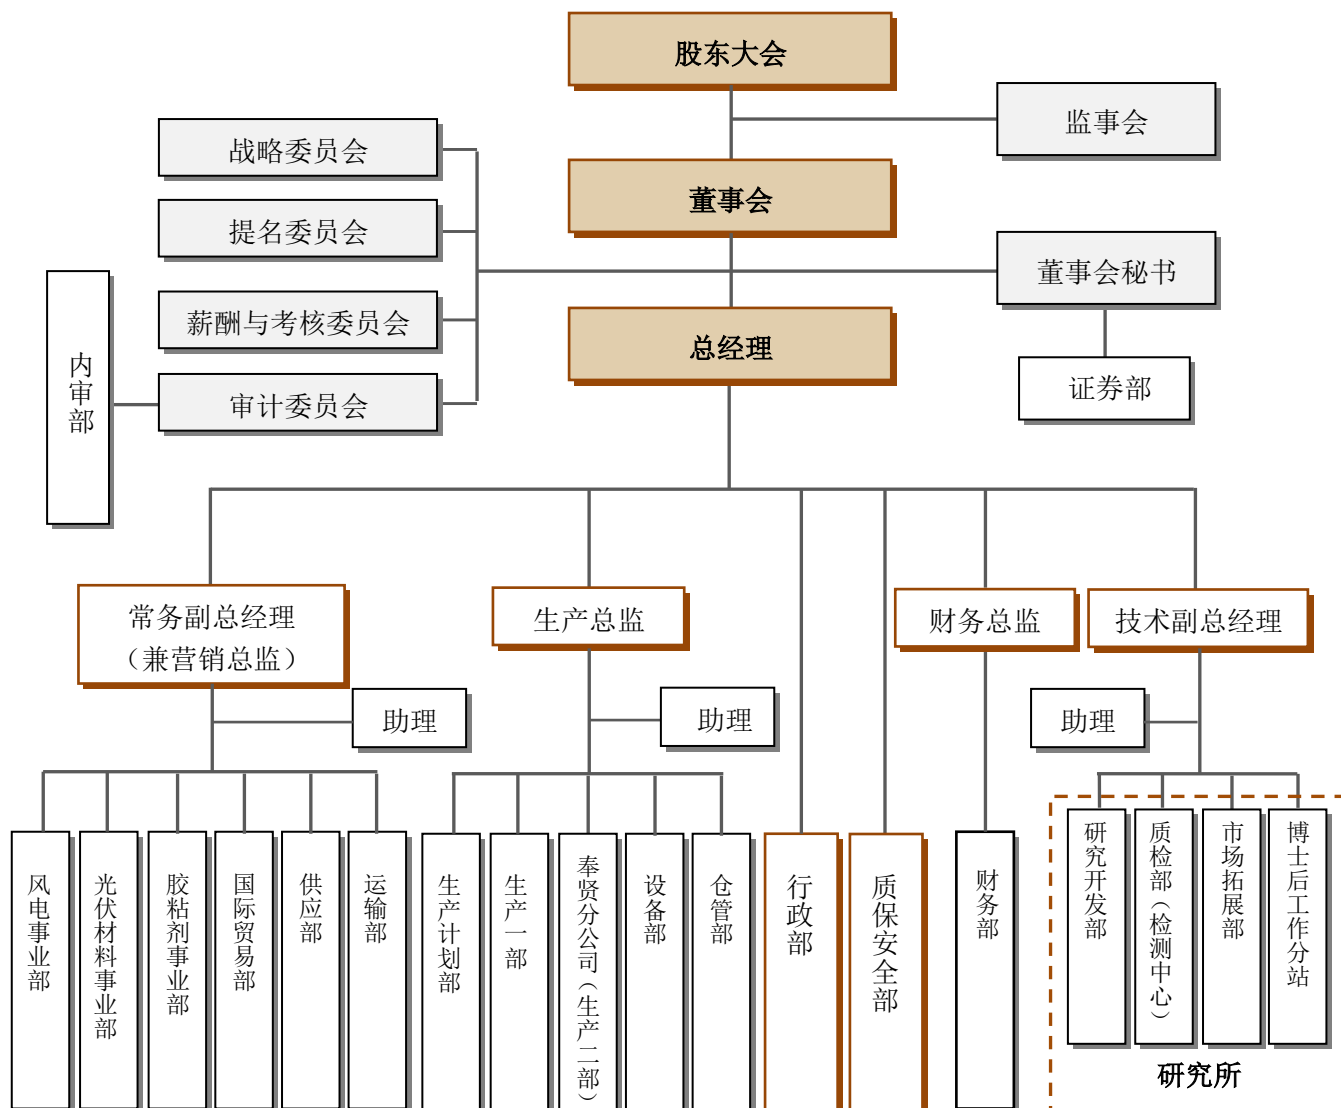 股东大会
监事会
战略委员会
董事会
提名委员会
董事会秘书
薪酬与考核委员会
总经理
内审部
证券部
审计委员会
常务副总经理
（兼营销总监）
生产总监
财务总监
技术副总经理
助理
助理
助理
风电事业部
光伏材料事业部
胶粘剂事业部
国际贸易部
供应部
运输部
生产计划部
生产一部
奉贤分公司（生产二部）
设备部
仓管部
行政部
质保安全部
财务部
研究开发部
质检部（检测中心）
市场拓展部
博士后工作分站
研究所